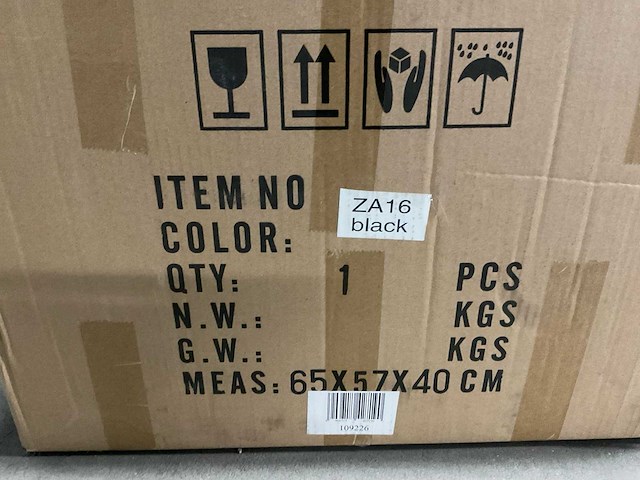 ITEM NO
ZA16
black
COLOR:
QTY: 1 PCS
N.W.: KGS
G.W.: KGS
MEAS: 65X57X40 CM
109226